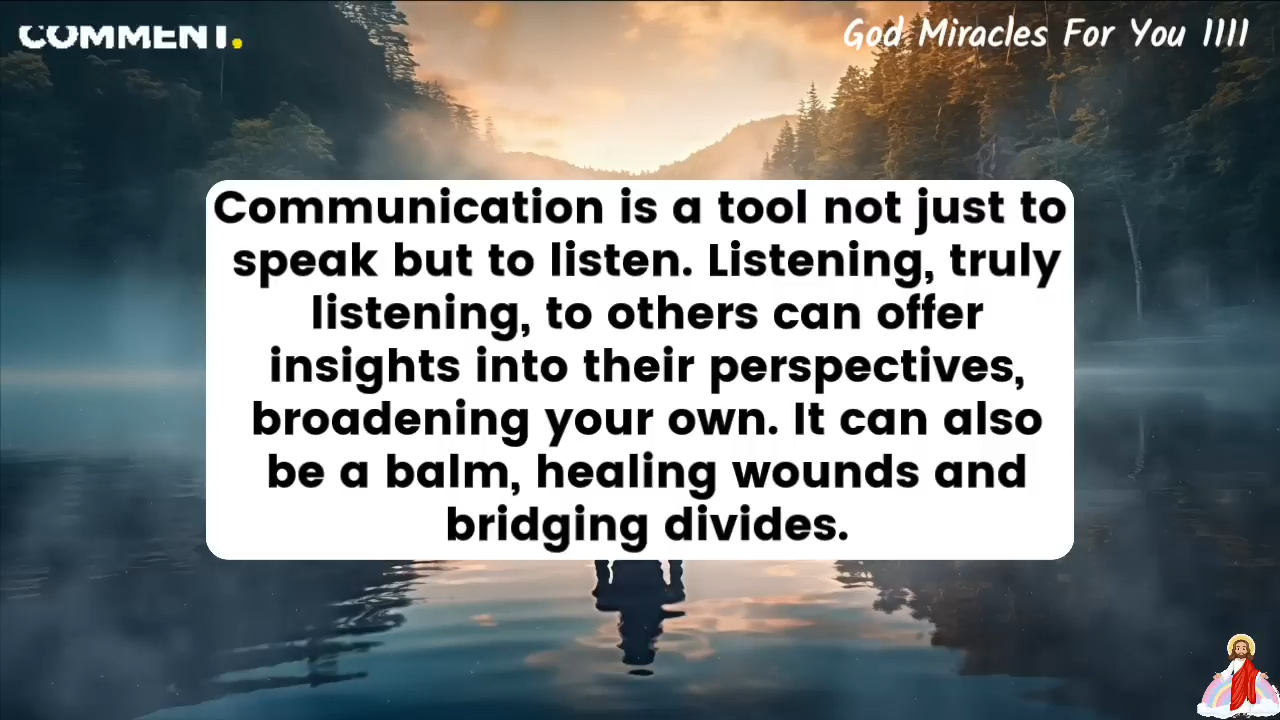 COMMENT.
God Miracles For You 1111
Communication is a tool not just to
speak but to listen. Listening, truly
listening, to others can offer
insights into their perspectives,
broadening your own. It can also
be a balm, healing wounds and
bridging divides.